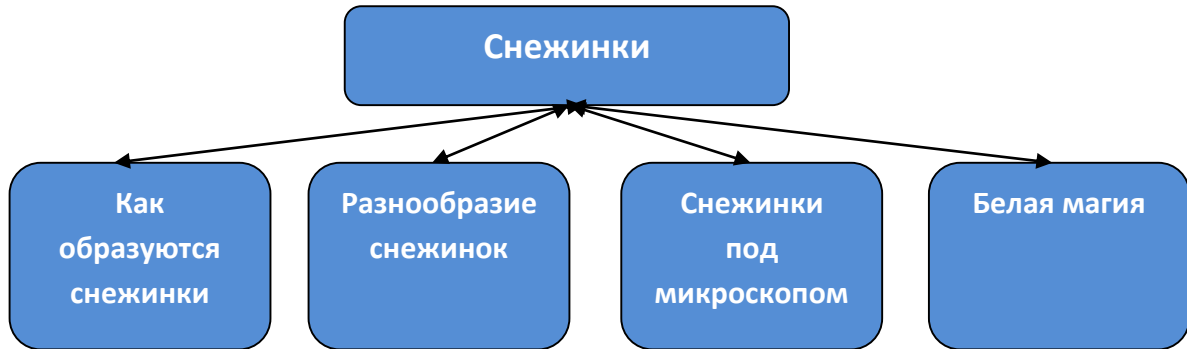 Снежинки
Как
образуются
снежинки
Разнообразие
снежинок
Снежинки
под
микроскопом
Белая магия